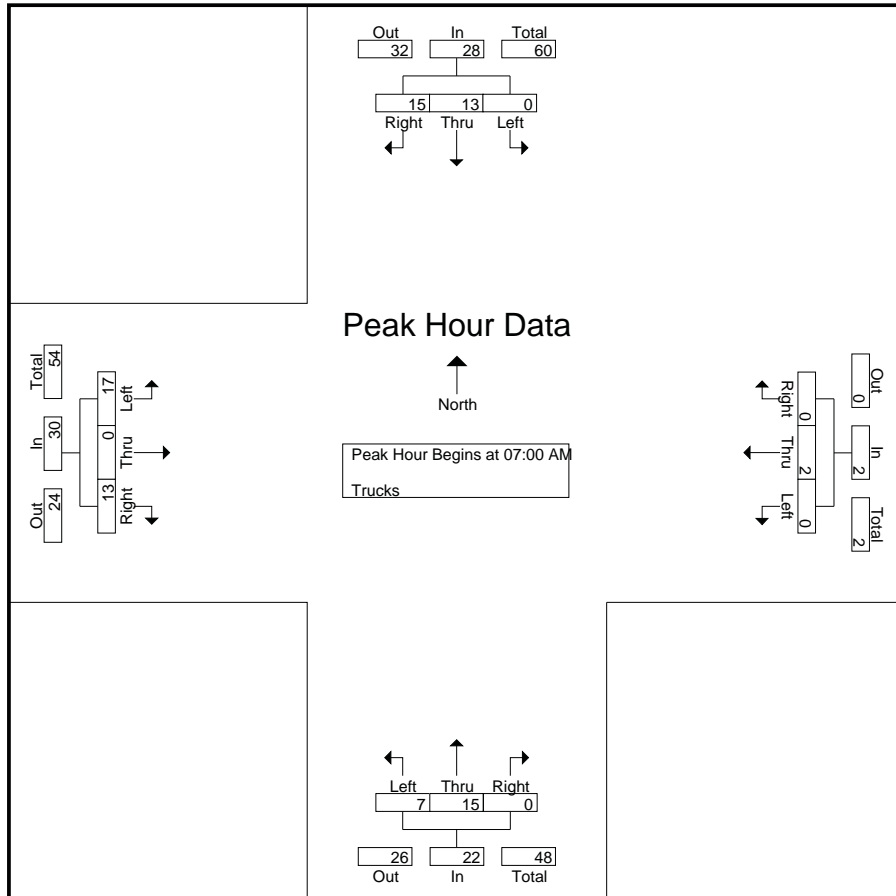 Out In Total
32 28 60
15 13 0
Right Thru Left
Peak Hour Data
North
Peak Hour Begins at 07:00 AM
Trucks
Total In Out
54 30 24
17 0 13
Left Thru Right
Right Thru Left
0 2 0
Out In Total
0 2 2
Left Thru Right
7 15 0
26 22 48
Out In Total